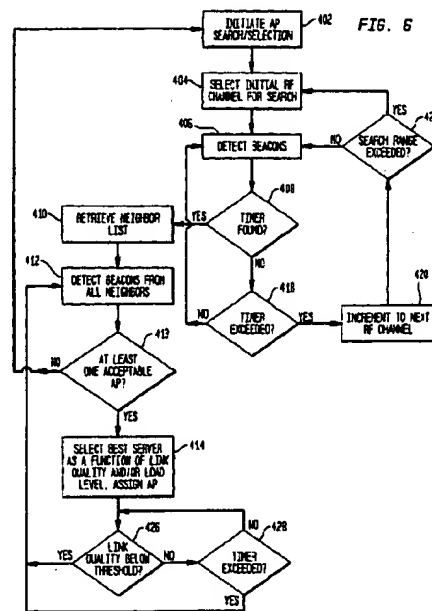 FIG. 6
402
INITIATE AP
SEARCH/SELECTION
404
SELECT INITIAL RF
CHANNEL FOR SEARCH
406
DETECT BEACONS
YES
NO
SEARCH RANGE
EXCEEDED?
408
TIMER
FOUND?
YES
NO
410
RETRIEVE NEIGHBOR
LIST
412
DETECT BEACONS FROM
ALL NEIGHBORS
418
TIMER
EXCEEDED?
NO
YES
420
INCREMENT TO NEXT
RF CHANNEL
413
AT LEAST
ONE ACCEPTABLE
AP?
NO
YES
414
SELECT BEST SERVER
AS A FUNCTION OF LINK
QUALITY AND/OR LOAD
LEVEL, ASSIGN AP
426
LINK
QUALITY BELOW
THRESHOLD?
YES
NO
428
TIMER
EXCEEDED?
NO
YES